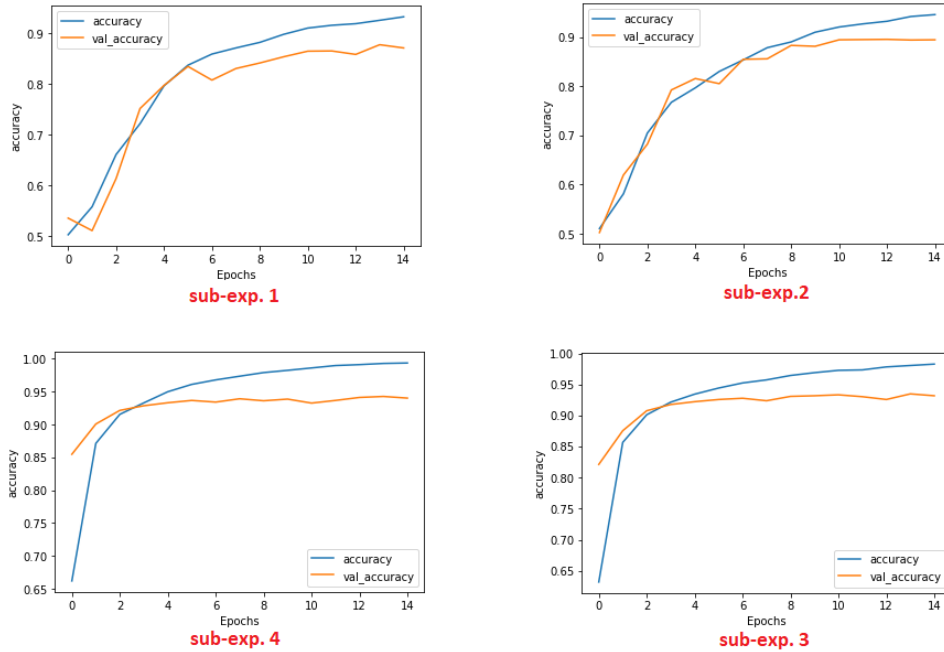 accuracy
val_accuracy
0.9
0.8
0.7
0.6
0.5
accuracy
0 2 4 6 8 10 12 14
Epochs
sub-exp. 1
accuracy
val_accuracy
0.9
0.8
0.7
0.6
0.5
accuracy
0 2 4 6 8 10 12 14
Epochs
sub-exp.2
1.00
0.95
0.90
0.85
0.80
0.75
0.70
0.65
accuracy
accuracy
val_accuracy
0 2 4 6 8 10 12 14
Epochs
sub-exp. 4
1.00
0.95
0.90
0.85
0.80
0.75
0.70
0.65
accuracy
accuracy
val_accuracy
0 2 4 6 8 10 12 14
Epochs
sub-exp. 3